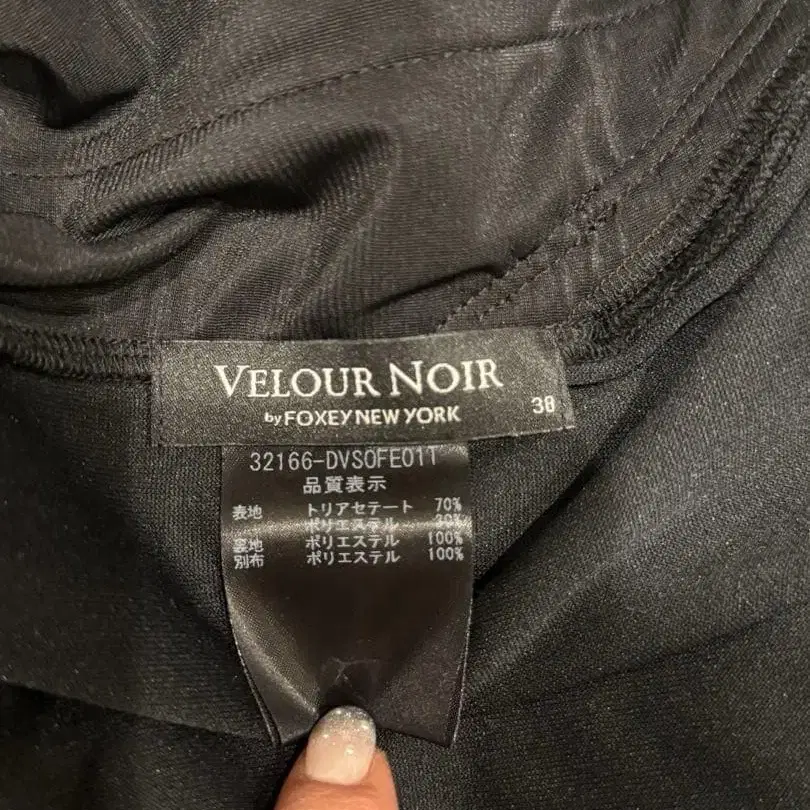 VELOUR NOIR
by FOXEY NEW YORK
38
32166-DVSOFE01T
品質表示
表地 トリアセテート 70%
ポリエステル 30%
裏地 ポリエステル 100%
別布 ポリエステル 100%